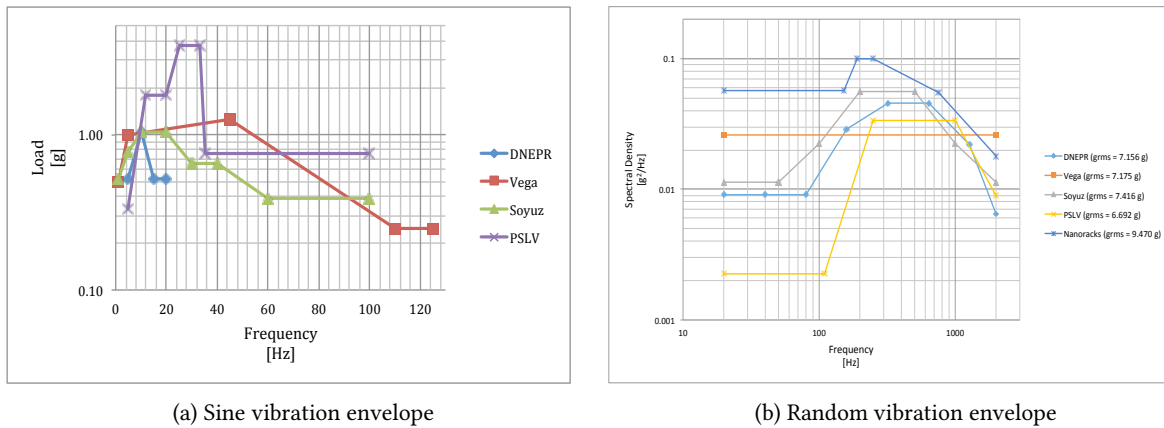 1.00
0.10
Load
[g]
0 20 40 60 80 100 120
Frequency
[Hz]
DNEPR
Vega
Soyuz
PSLV
(a) Sine vibration envelope
0.1
0.01
0.001
Spectral Density
[g²/Hz]
10 100 1000
Frequency
[Hz]
DNEPR (grms = 7.156 g)
Vega (grms = 7.175 g)
Soyuz (grms = 7.416 g)
PSLV (grms = 6.692 g)
Nanoracks (grms = 9.470 g)
(b) Random vibration envelope